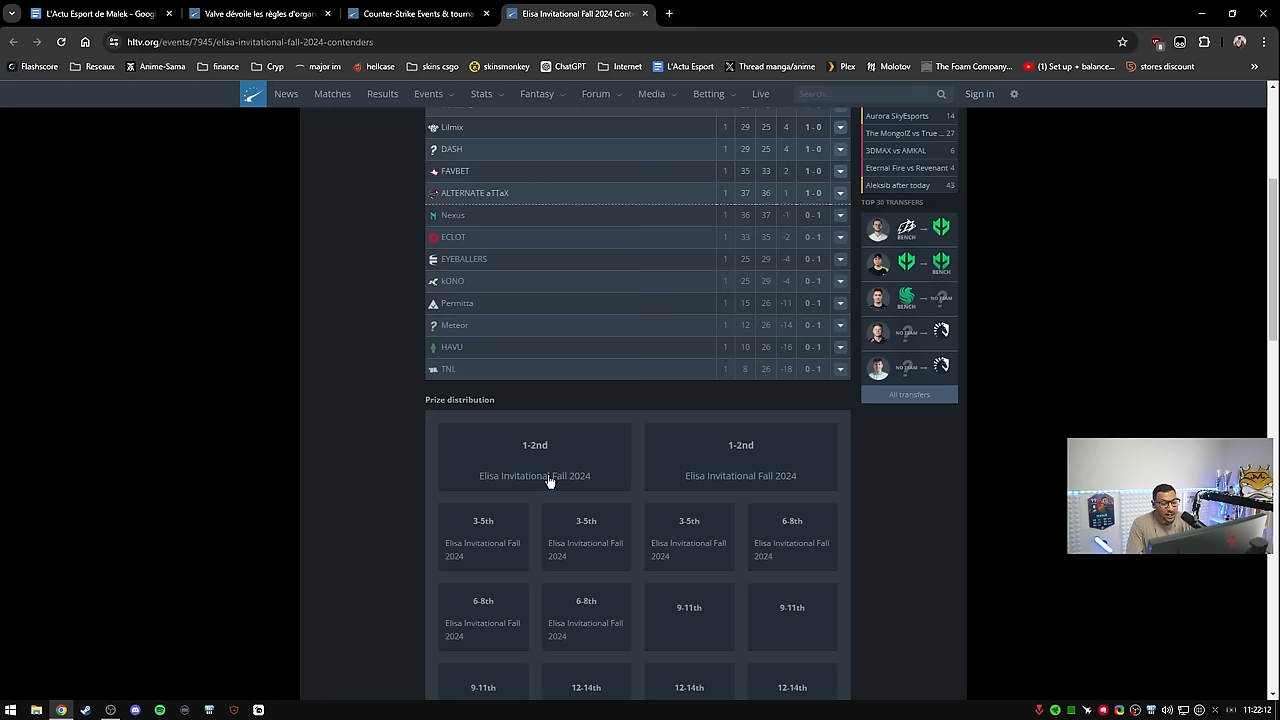 L'Actu Esport de Malek - Googl
Valve dévoile les règles d'organ
Counter-Strike Events & tourna
Elisa Invitational Fall 2024 Cont
hltv.org/events/7945/elisa-invitational-fall-2024-contenders
Flashscore
Reseaux
Anime-Sama
finance
Cryp
major im
hellcase
skins csgo
skinsmonkey
ChatGPT
Internet
L'Actu Esport
Thread manga/anime
Plex
Molotov
The Foam Company...
(1) Set up + balance...
stores discount
News
Matches
Results
Events
Stats
Fantasy
Forum
Media
Betting
Live
Search...
Sign in
Lilmix 1 29 25 4 1 - 0
DASH 1 29 25 4 1 - 0
FAVBET 1 35 33 2 1 - 0
ALTERNATE aTTaX 1 37 36 1 1 - 0
Nexus 1 36 37 -1 0 - 1
ECLOT 1 33 35 -2 0 - 1
EYEBALLERS 1 25 29 -4 0 - 1
kONO 1 25 29 -4 0 - 1
Permitta 1 15 26 -11 0 - 1
Meteor 1 12 26 -14 0 - 1
HAVU 1 10 26 -16 0 - 1
TNL 1 8 26 -18 0 - 1
Aurora SkyEsports 14
The MongolZ vs True ... 27
3DMAX vs AMKAL 6
Eternal Fire vs Revenant 4
Aleksib after today 43
TOP 30 TRANSFERS
BENCH
BENCH
BENCH
NO TEAM
NO TEAM
NO TEAM
All transfers
Prize distribution
1-2nd
Elisa Invitational Fall 2024
1-2nd
Elisa Invitational Fall 2024
3-5th
Elisa Invitational Fall
2024
3-5th
Elisa Invitational Fall
2024
3-5th
Elisa Invitational Fall
2024
6-8th
Elisa Invitational Fall
2024
6-8th
Elisa Invitational Fall
2024
6-8th
Elisa Invitational Fall
2024
9-11th
9-11th
9-11th
12-14th
12-14th
12-14th
11:22:12